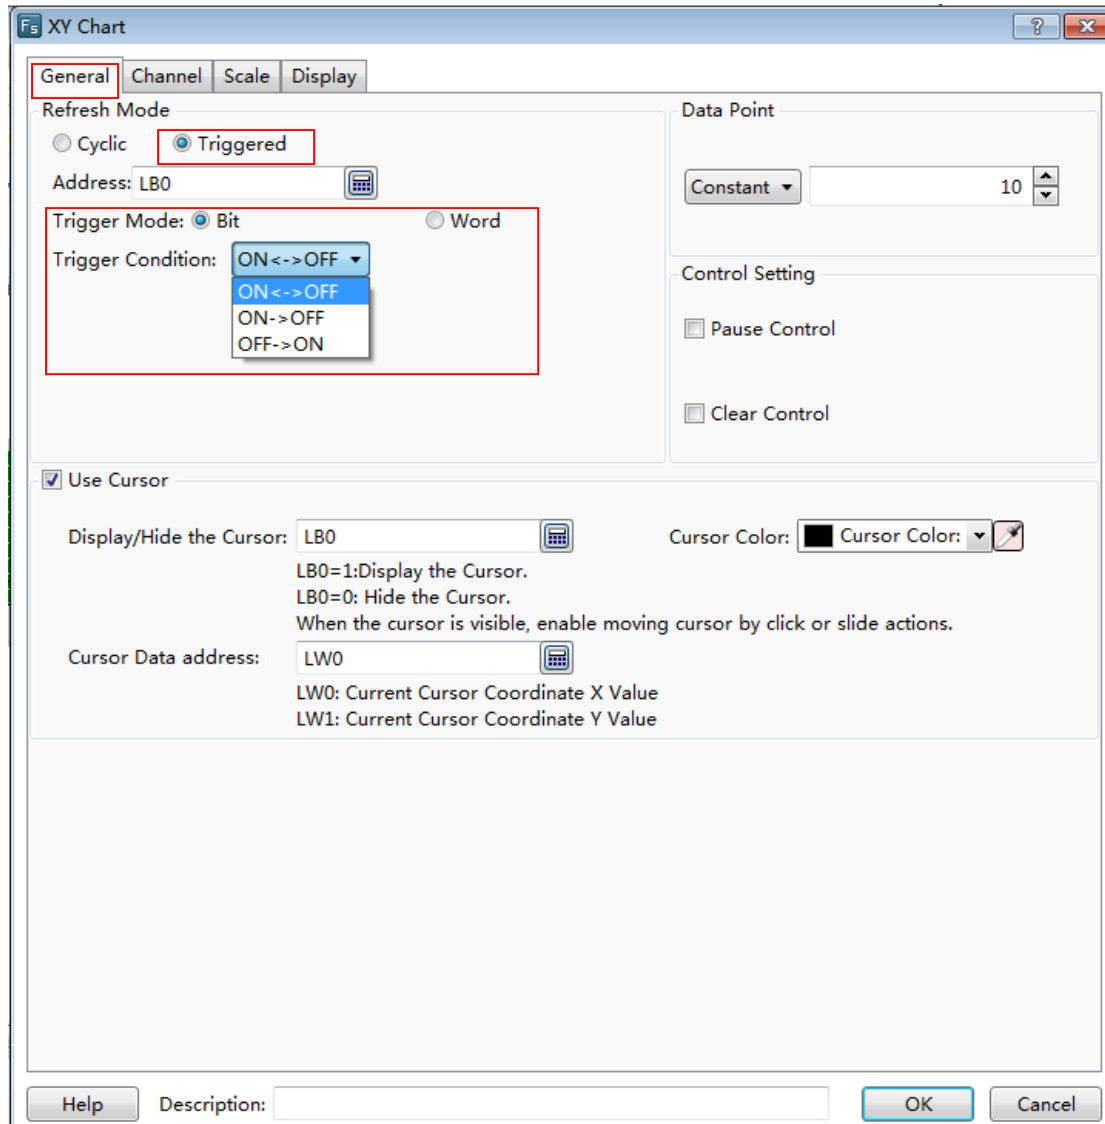 Fs XY Chart
General Channel Scale Display
Refresh Mode
Cyclic Triggered
Address: LB0
Trigger Mode: Bit Word
Trigger Condition: ON<->OFF
ON<->OFF
ON->OFF
OFF->ON
Data Point
Constant 10
Control Setting
Pause Control
Clear Control
Use Cursor
Display/Hide the Cursor: LB0 Cursor Color: Cursor Color:
LB0=1:Display the Cursor.
LB0=0: Hide the Cursor.
When the cursor is visible, enable moving cursor by click or slide actions.
Cursor Data address: LW0
LW0: Current Cursor Coordinate X Value
LW1: Current Cursor Coordinate Y Value
Help Description: OK Cancel